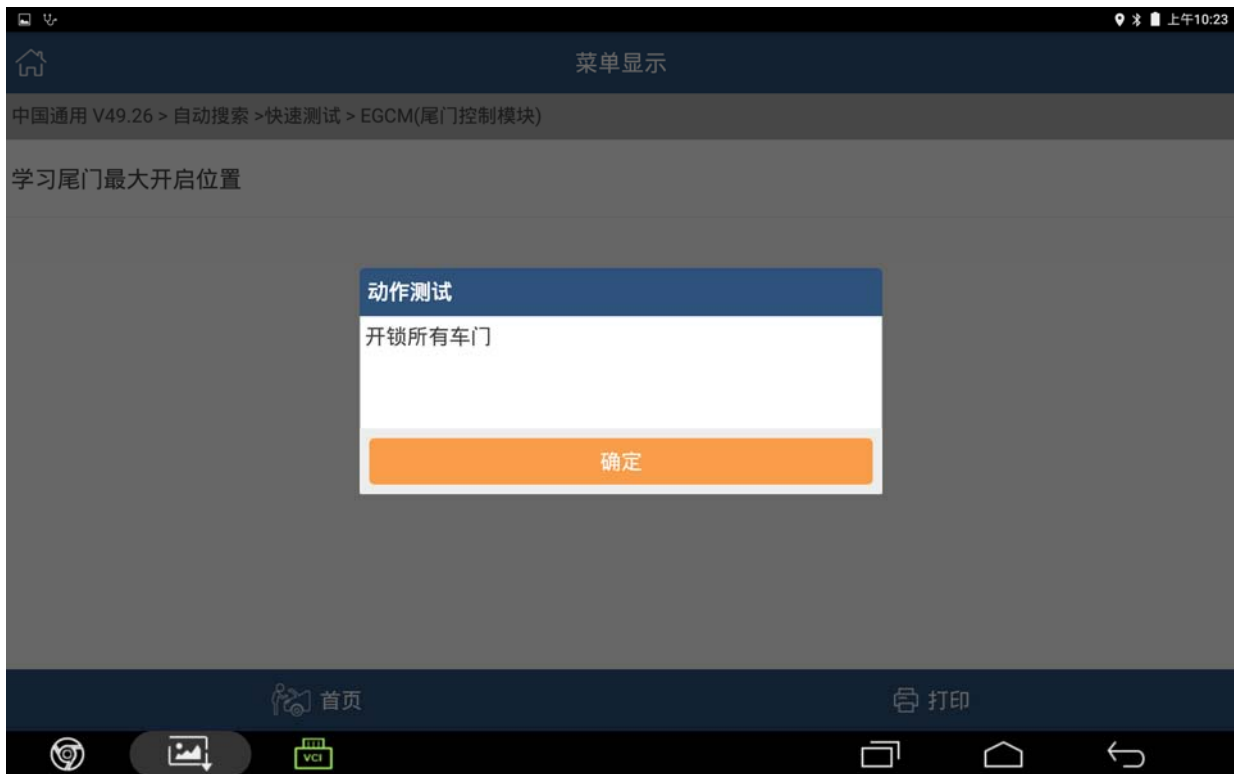 上午10:23
菜单显示
中国通用 V49.26 > 自动搜索 >快速测试 > EGCM(尾门控制模块)
学习尾门最大开启位置
动作测试
开锁所有车门
确定
首页
打印
VCI